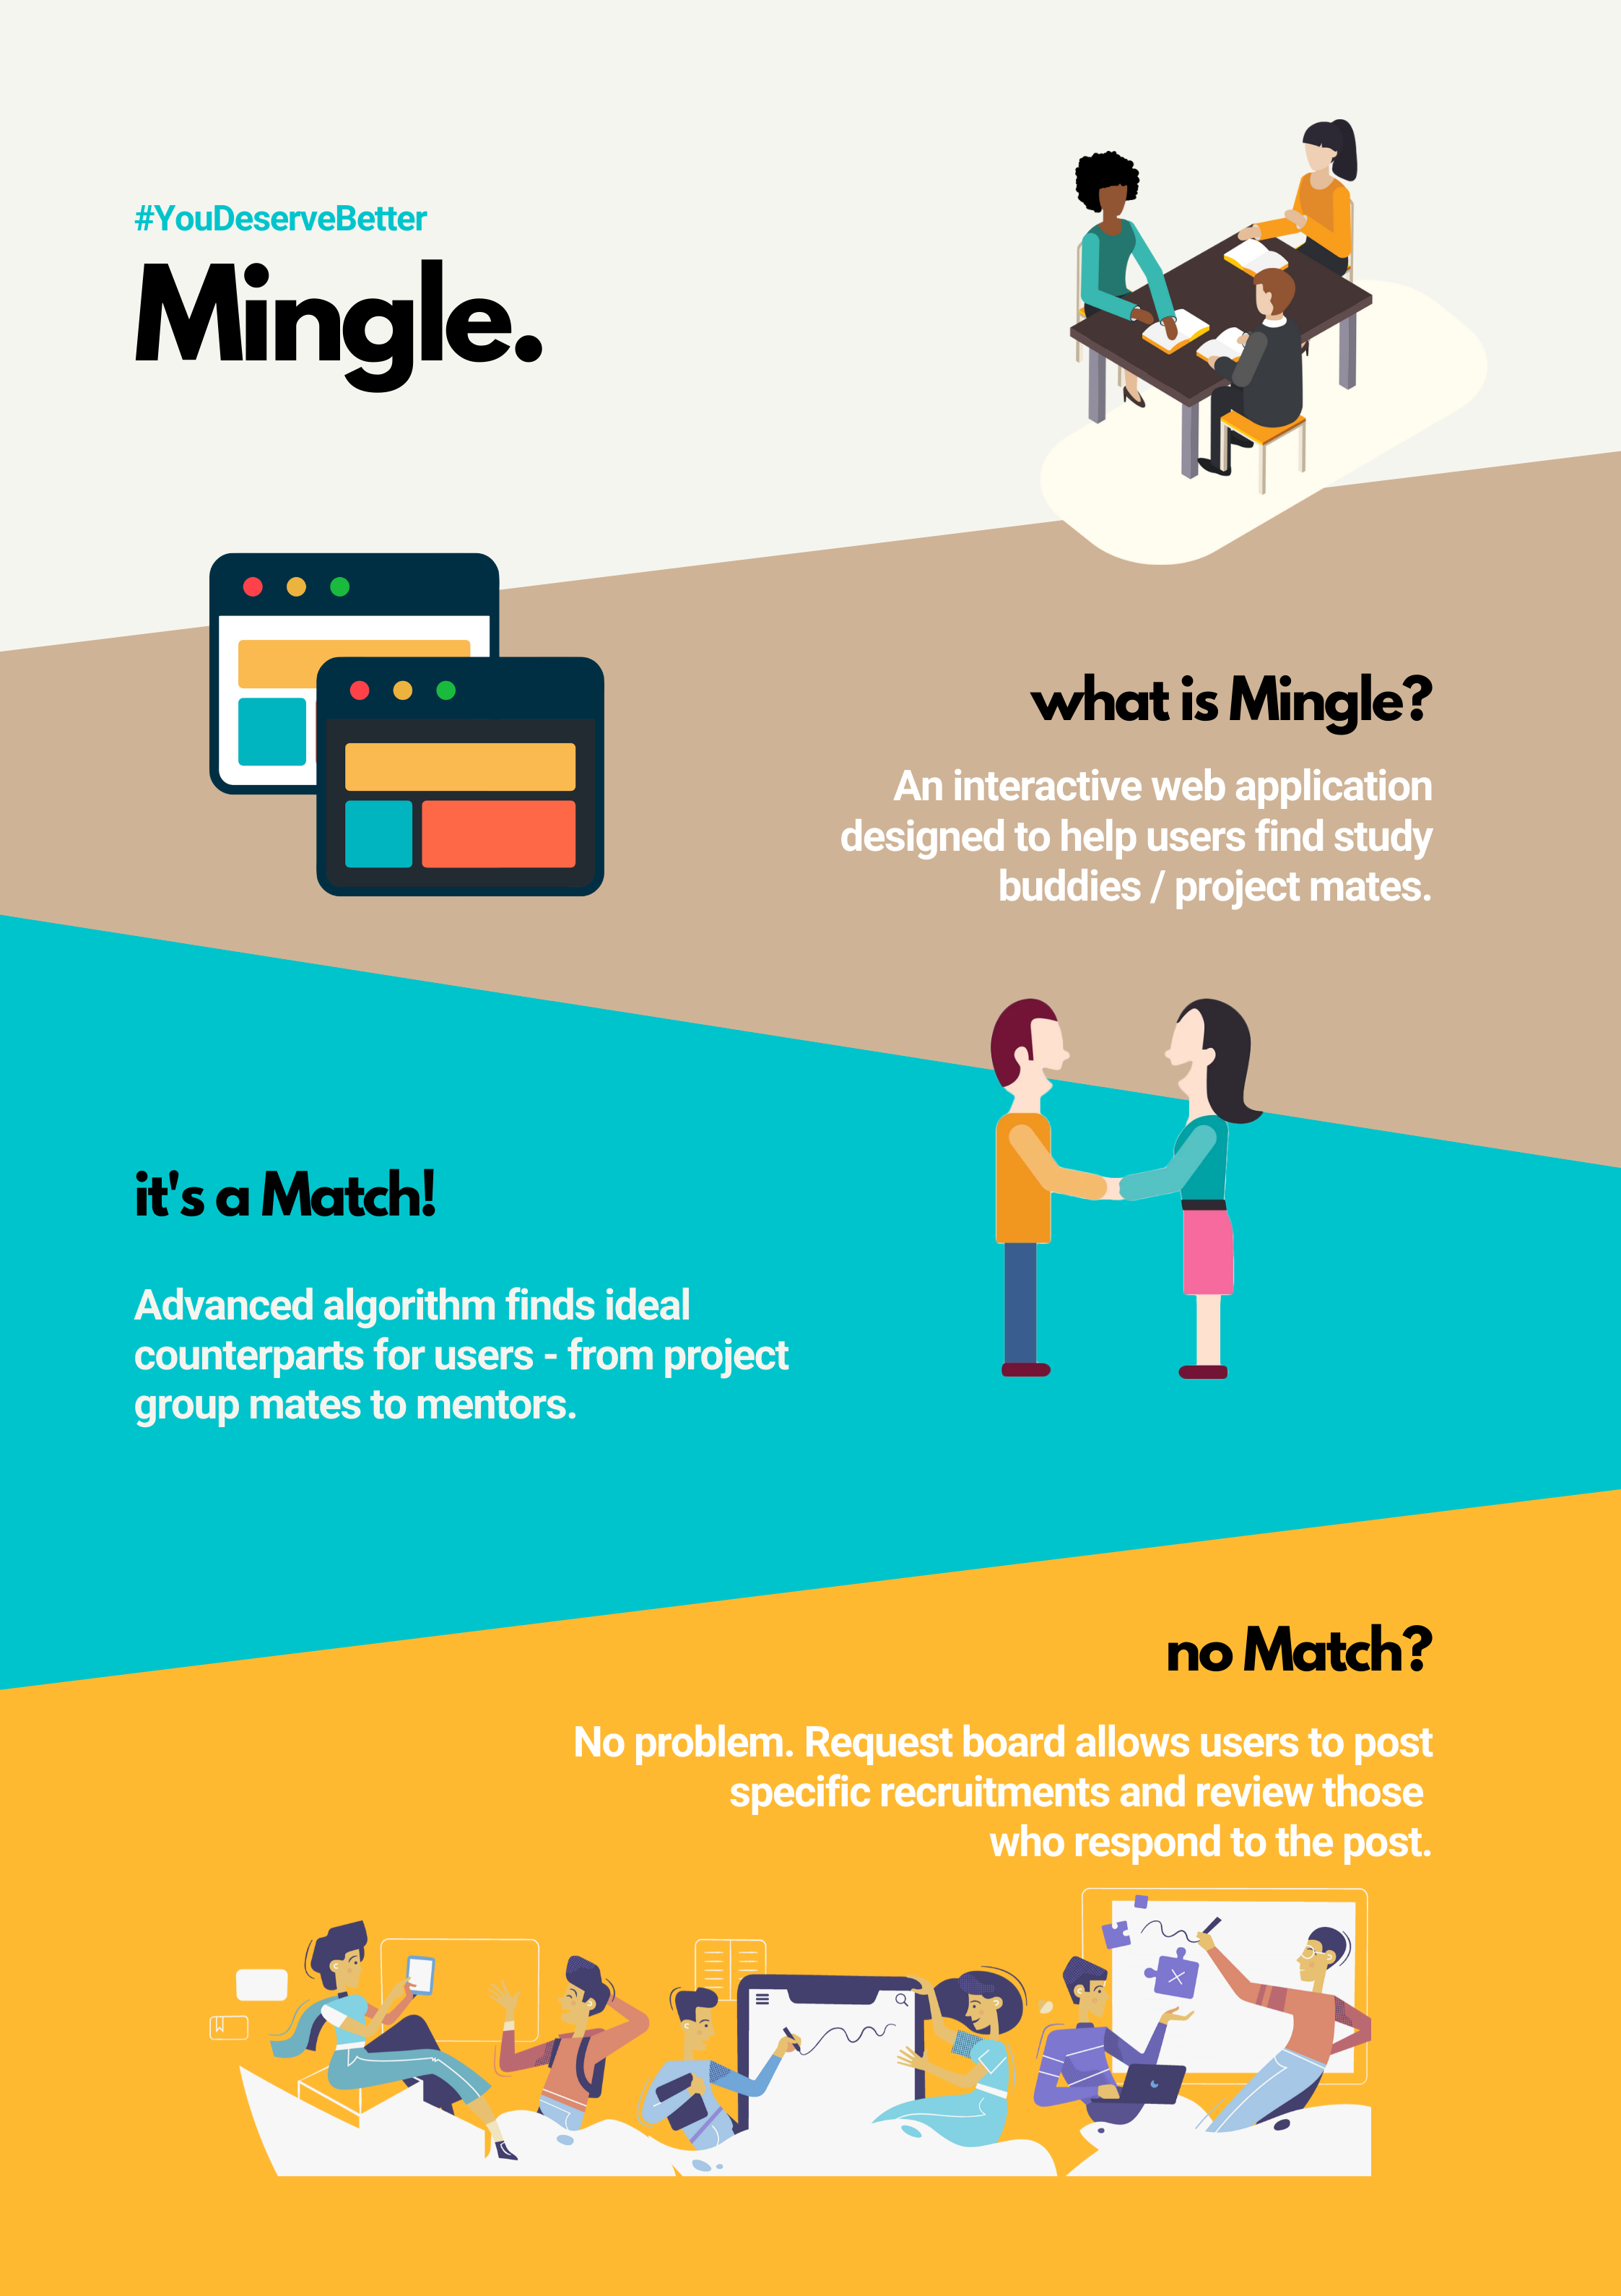 #YouDeserveBetter
Mingle.
what is Mingle?
An interactive web application
designed to help users find study
buddies / project mates.
it's a Match!
Advanced algorithm finds ideal
counterparts for users - from project
group mates to mentors.
no Match?
No problem. Request board allows users to post
specific recruitments and review those
who respond to the post.